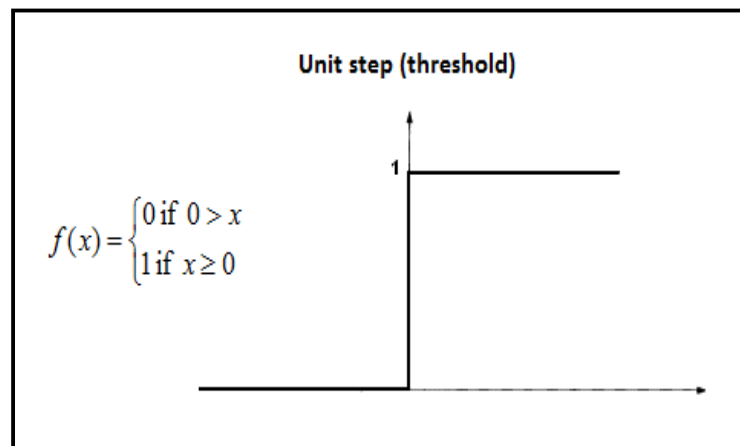 Unit step (threshold)
1
f(x) = {0 if 0 > x
1 if x ≥ 0